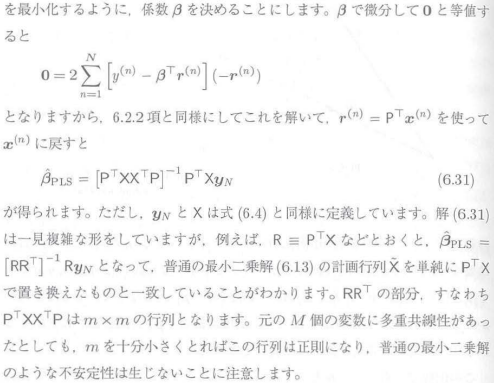 を最小化するように，係数 β を決めることにします。β で微分して 0 と等値す
ると
0 = 2 ∑_{n=1}^{N} [y^{(n)} − β^⊤ r^{(n)}] (−r^{(n)})
となりますから，6.2.2 項と同様にしてこれを解いて，r^{(n)} = P^⊤x^{(n)} を使って
x^{(n)} に戻すと
β̂_{PLS} = [P^⊤XX^⊤P]^{−1} P^⊤Xy_N (6.31)
が得られます。ただし，y_N と X は式 (6.4) と同様に定義しています。解 (6.31)
は一見複雑な形をしていますが，例えば，R ≡ P^⊤X などとおくと，β̂_{PLS} =
[RR^⊤]^{−1} Ry_N となって，普通の最小二乗解 (6.13) の計画行列 X̃ を単純に P^⊤X
で置き換えたものと一致していることがわかります。RR^⊤ の部分，すなわち
P^⊤XX^⊤P は m × m の行列となります。元の M 個の変数に多重共線性があっ
たとしても，m を十分小さくとればこの行列は正則になり，普通の最小二乗解
のような不安定性は生じないことに注意します。